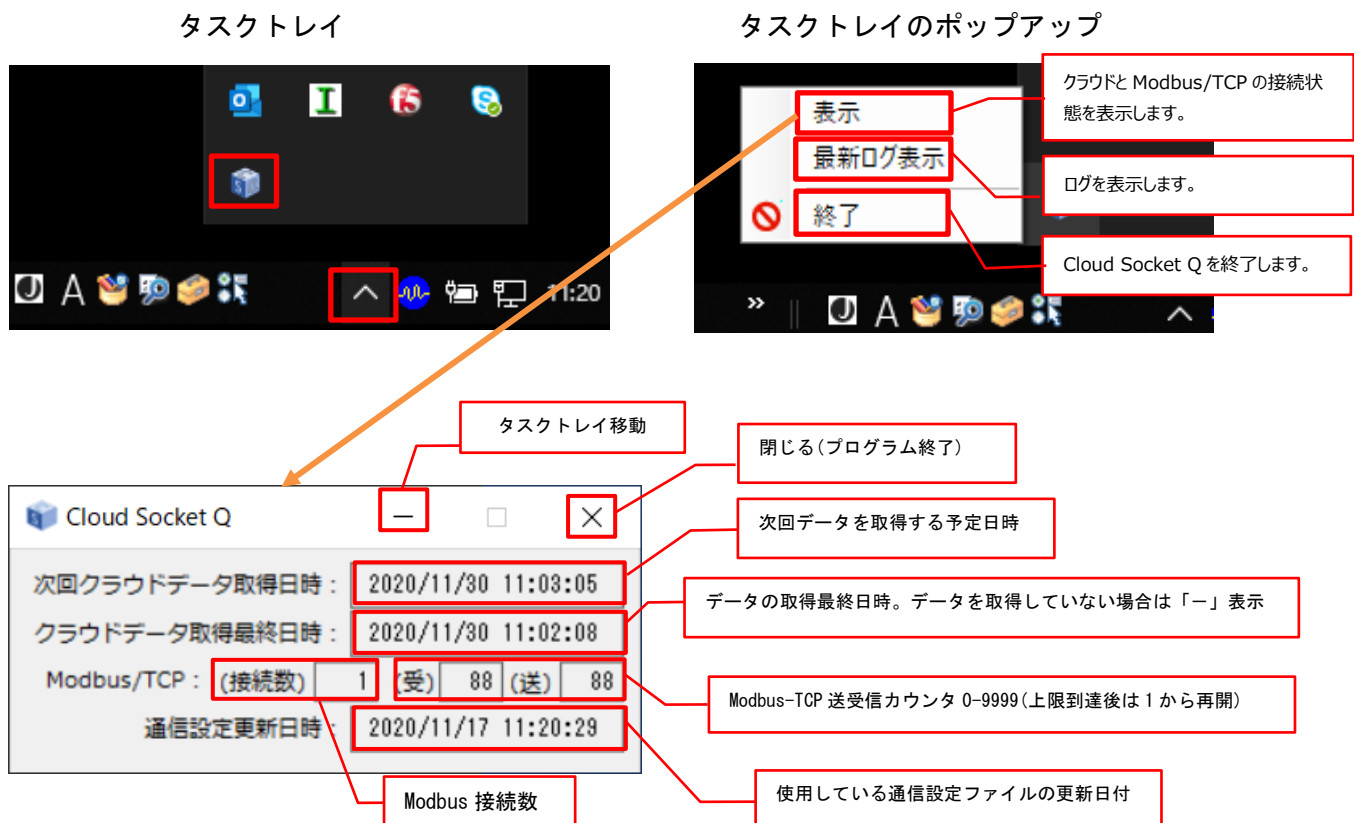 タスクトレイ
タスクトレイのポップアップ
11:20
A
表示
最新ログ表示
終了
A
クラウドと Modbus/TCP の接続状
態を表示します。
ログを表示します。
Cloud Socket Q を終了します。
タスクトレイ移動
閉じる(プログラム終了)
次回データを取得する予定日時
データの取得最終日時。データを取得していない場合は「－」表示
Modbus-TCP 送受信カウンタ 0-9999(上限到達後は 1 から再開)
使用している通信設定ファイルの更新日付
Modbus 接続数
Cloud Socket Q
次回クラウドデータ取得日時： 2020/11/30 11:03:05
クラウドデータ取得最終日時： 2020/11/30 11:02:08
Modbus/TCP： (接続数) 1 (受) 88 (送) 88
通信設定更新日時： 2020/11/17 11:20:29